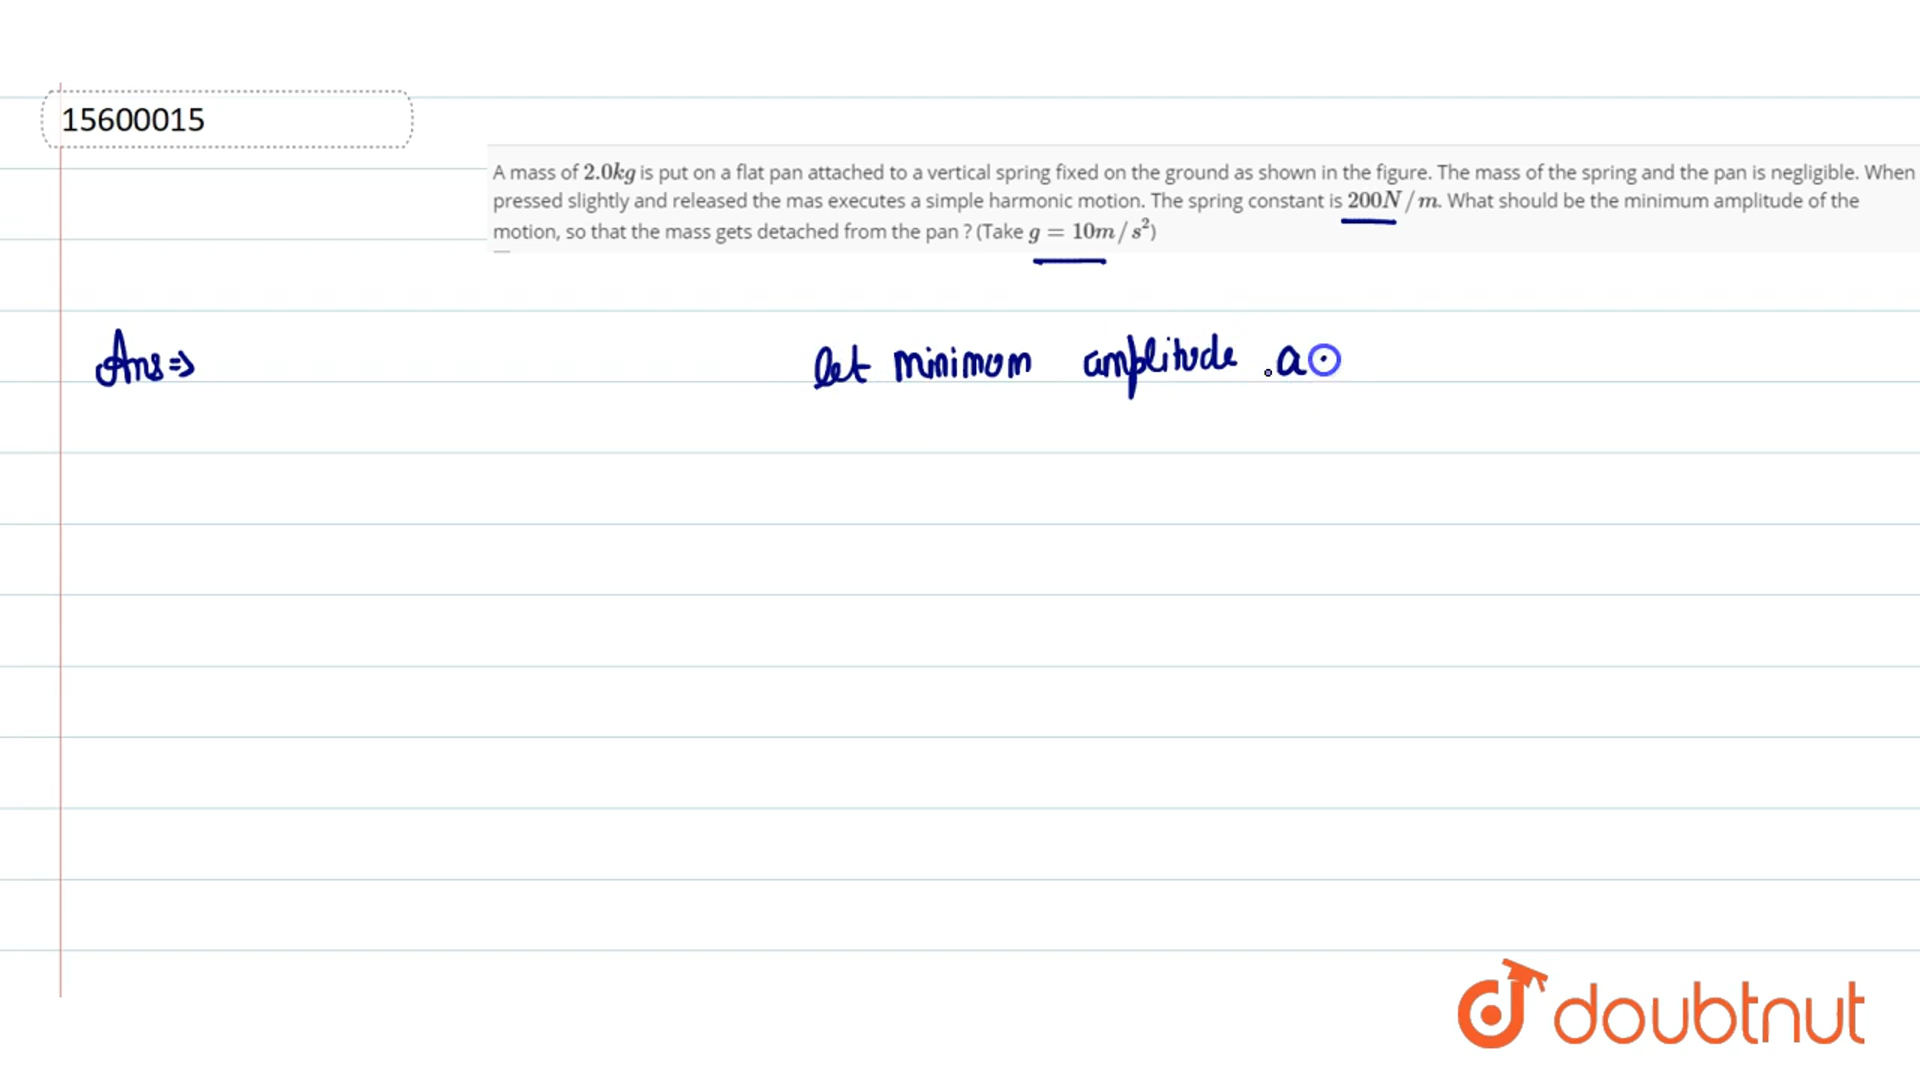 15600015
A mass of 2.0kg is put on a flat pan attached to a vertical spring fixed on the ground as shown in the figure. The mass of the spring and the pan is negligible. When
pressed slightly and released the mas executes a simple harmonic motion. The spring constant is 200N/m. What should be the minimum amplitude of the
motion, so that the mass gets detached from the pan ? (Take g = 10m/s²)
Ans ⇒ let minimum amplitude . a
doubtnut